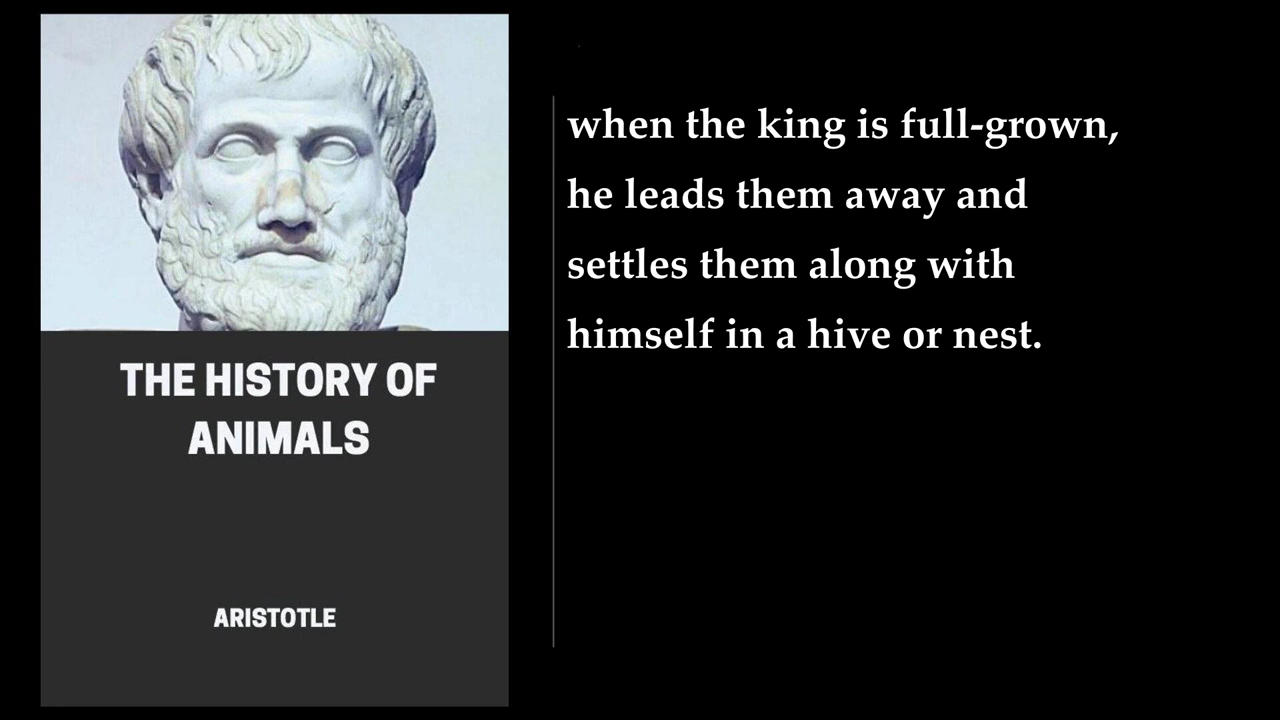 THE HISTORY OF
ANIMALS
ARISTOTLE
when the king is full-grown,
he leads them away and
settles them along with
himself in a hive or nest.